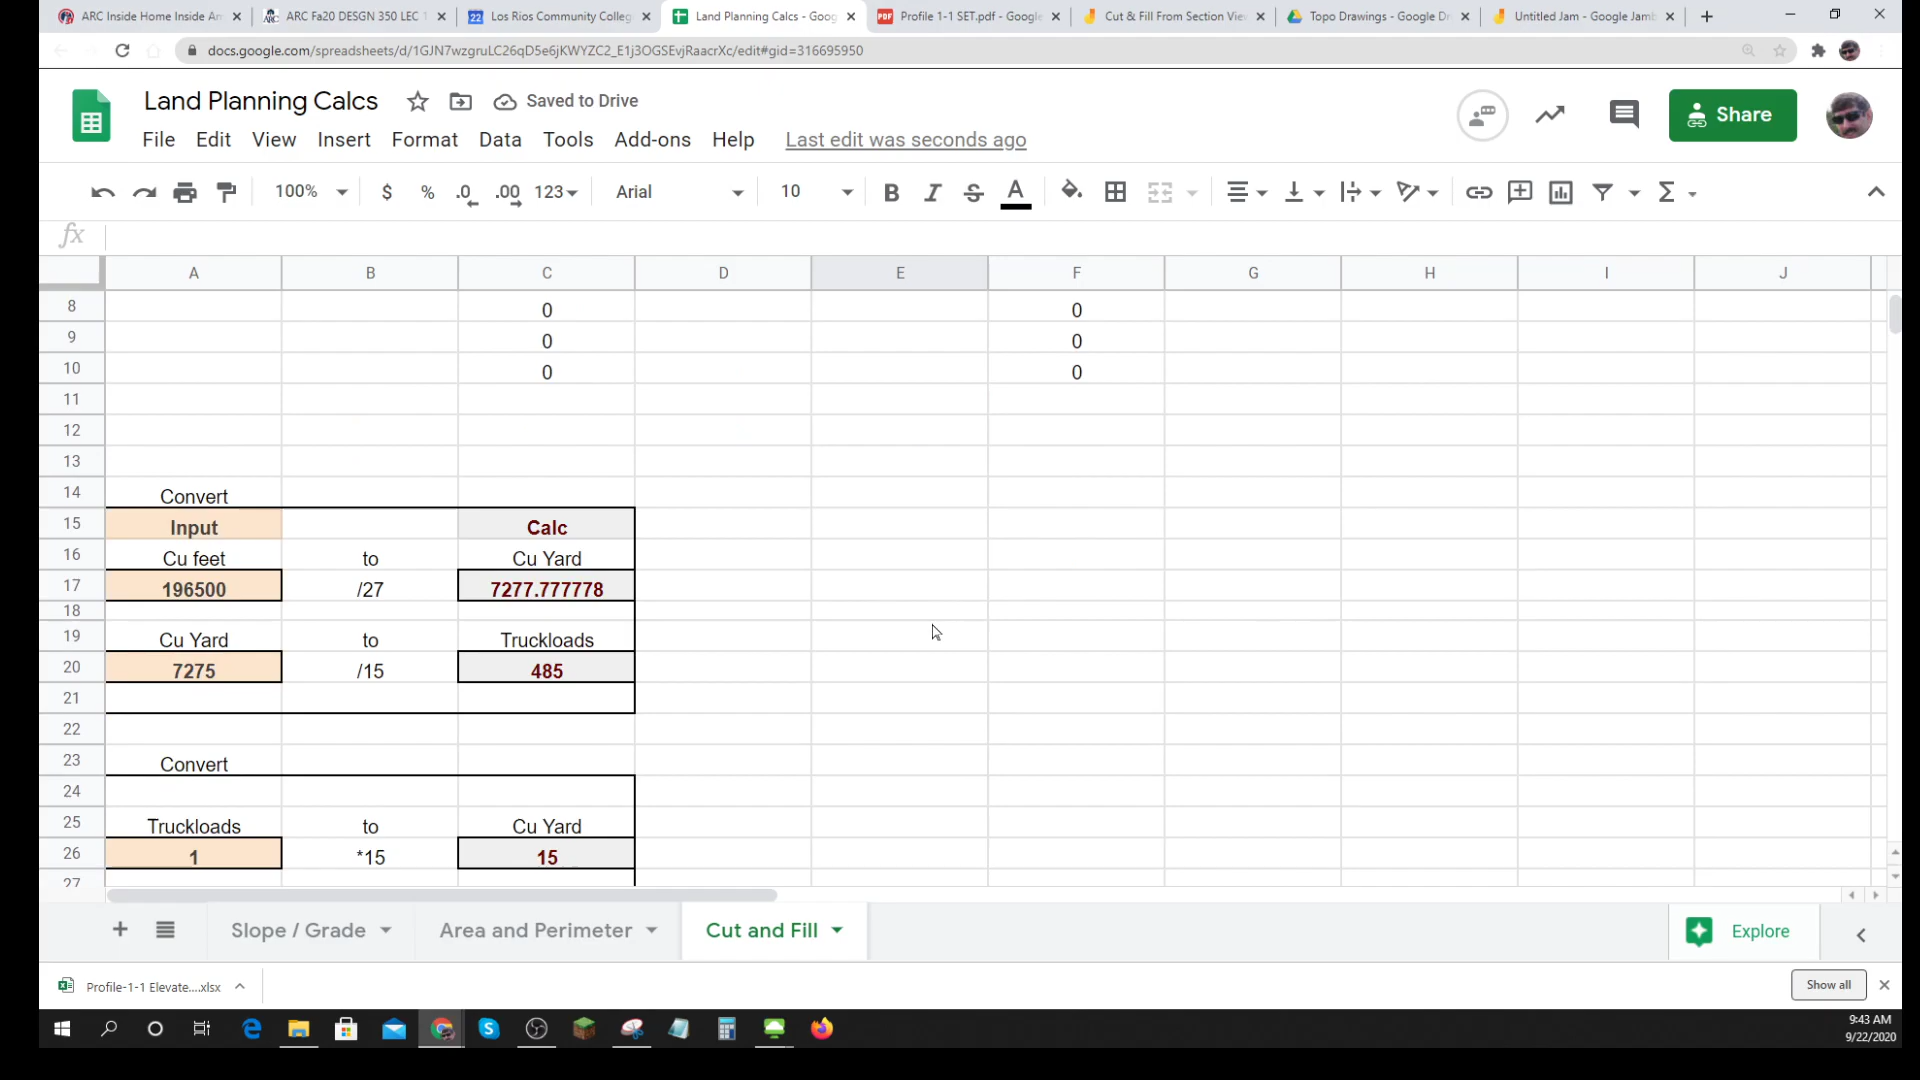 ARC Inside Home Inside Am
ARC Fa20 DESGN 350 LEC 1
Los Rios Community Colleg
Land Planning Calcs - Goog
Profile 1-1 SET.pdf - Google
Cut & Fill From Section Vie
Topo Drawings - Google Dr
Untitled Jam - Google Jamb
docs.google.com/spreadsheets/d/1GJN7wzgruLC26qD5e6jKWYZC2_E1j3OGSEvjRaacrXc/edit#gid=316695950
Land Planning Calcs Saved to Drive
File Edit View Insert Format Data Tools Add-ons Help Last edit was seconds ago
Share
100% $ % .0 .00 123 Arial 10 B I S A Σ
fx
A B C D E F G H I J
8 0 0
9 0 0
10 0 0
11
12
13
14 Convert
15 Input Calc
16 Cu feet to Cu Yard
17 196500 /27 7277.777778
18
19 Cu Yard to Truckloads
20 7275 /15 485
21
22
23 Convert
24
25 Truckloads to Cu Yard
26 1 *15 15
27
Slope / Grade Area and Perimeter Cut and Fill Explore
Profile-1-1 Elevate....xlsx Show all
9:43 AM
9/22/2020